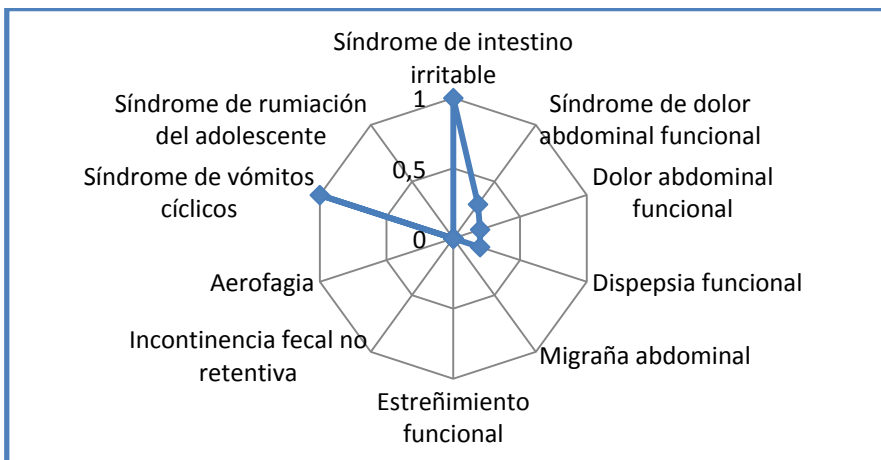 Síndrome de intestino
irritable
1
Síndrome de dolor
abdominal funcional
Síndrome de rumiación
del adolescente
0,5
Dolor abdominal
funcional
Síndrome de vómitos
cíclicos
0
Aerofagia
Dispepsia funcional
Incontinencia fecal no
retentiva
Migraña abdominal
Estreñimiento
funcional